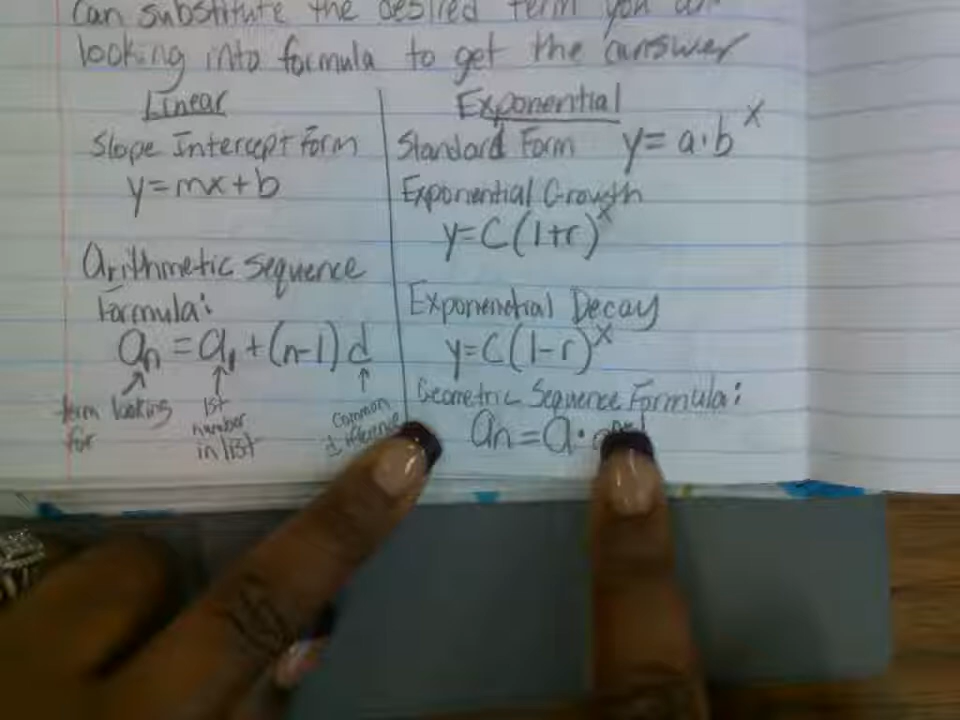 can substitute the desired term you
looking into formula to get the answer
Linear
Slope Intercept Form
y=mx+b
Arithmetic Sequence
Formula:
an = a1 + (n-1) d
term looking
for
1st
number
in list
common
difference
Exponential
Standard Form y = a·b^x
Exponential Growth
y=C(1+r)^x
Exponenetial Decay
y=C(1-r)^x
Geometric Sequence Formula:
an = a·